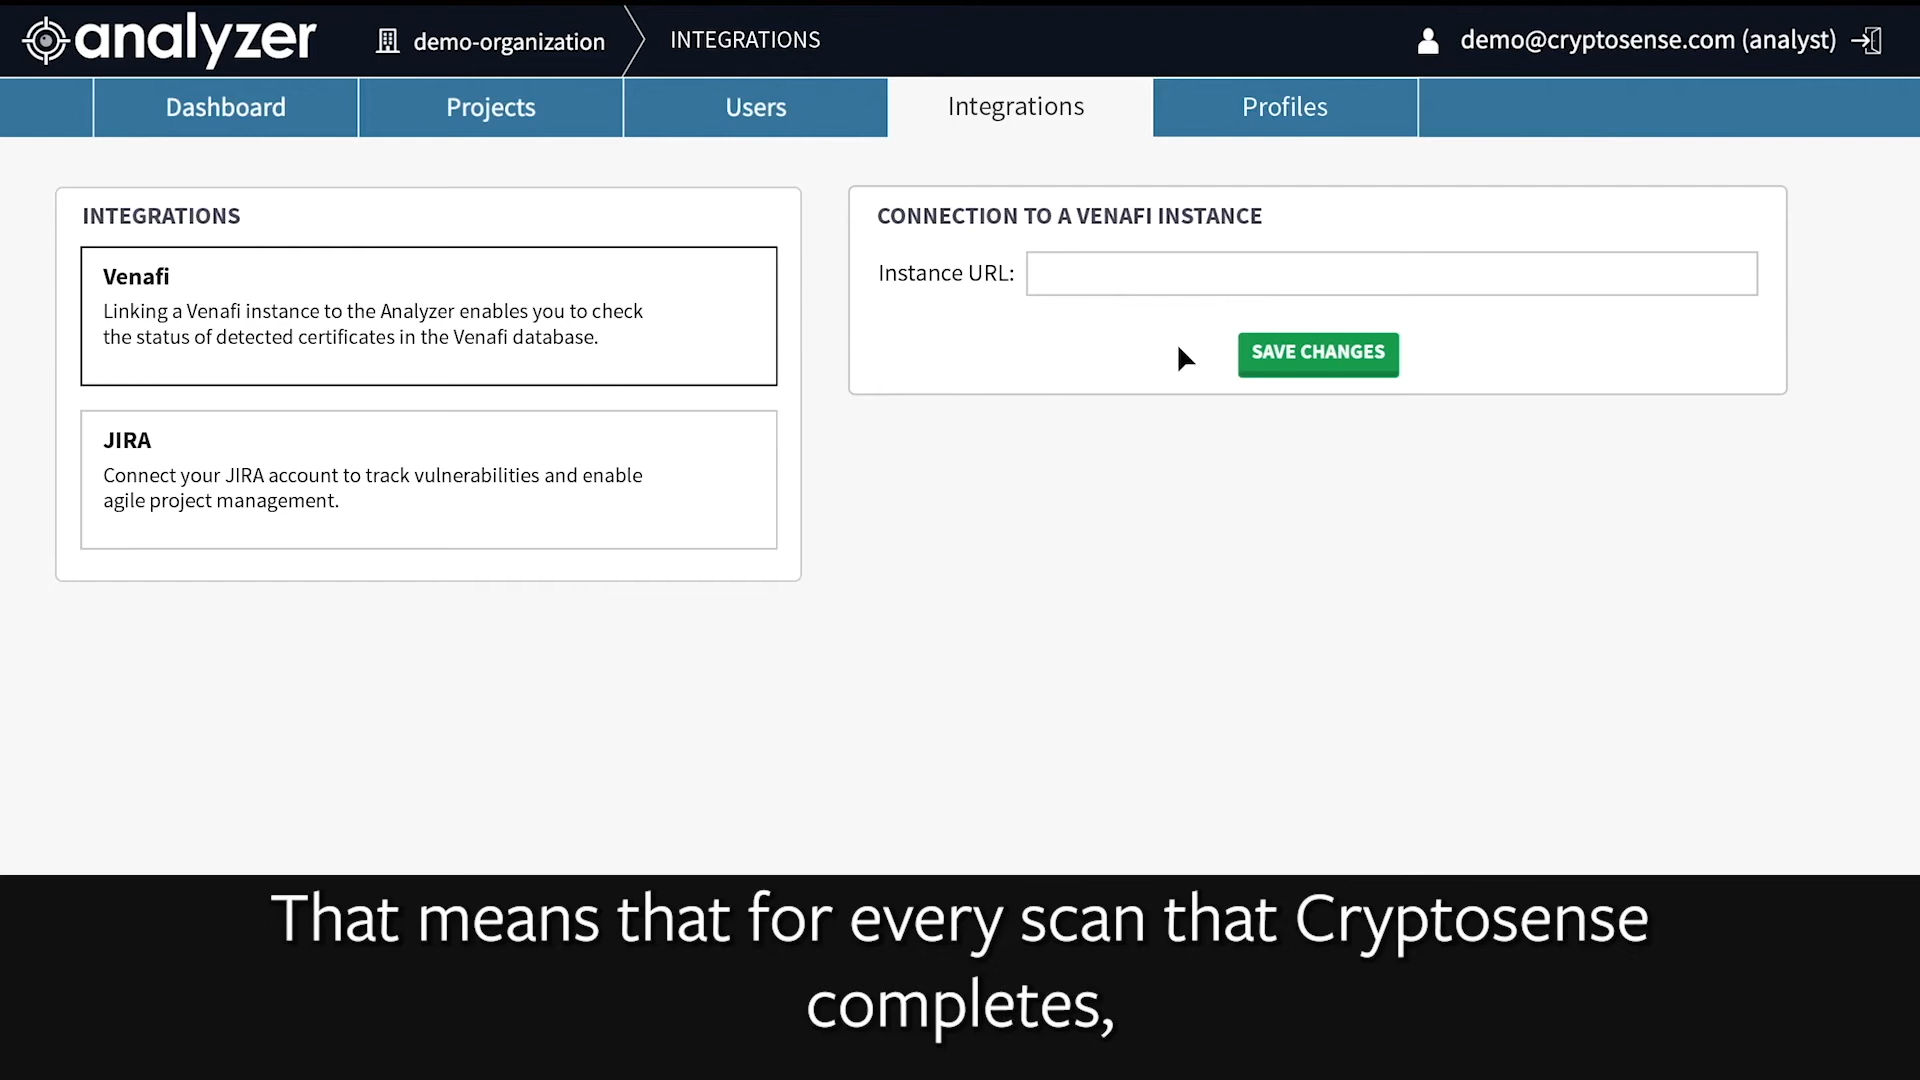 analyzer
demo-organization
INTEGRATIONS
demo@cryptosense.com (analyst)
Dashboard
Projects
Users
Integrations
Profiles
INTEGRATIONS
Venafi
Linking a Venafi instance to the Analyzer enables you to check
the status of detected certificates in the Venafi database.
JIRA
Connect your JIRA account to track vulnerabilities and enable
agile project management.
CONNECTION TO A VENAFI INSTANCE
Instance URL:
SAVE CHANGES
That means that for every scan that Cryptosense
completes,